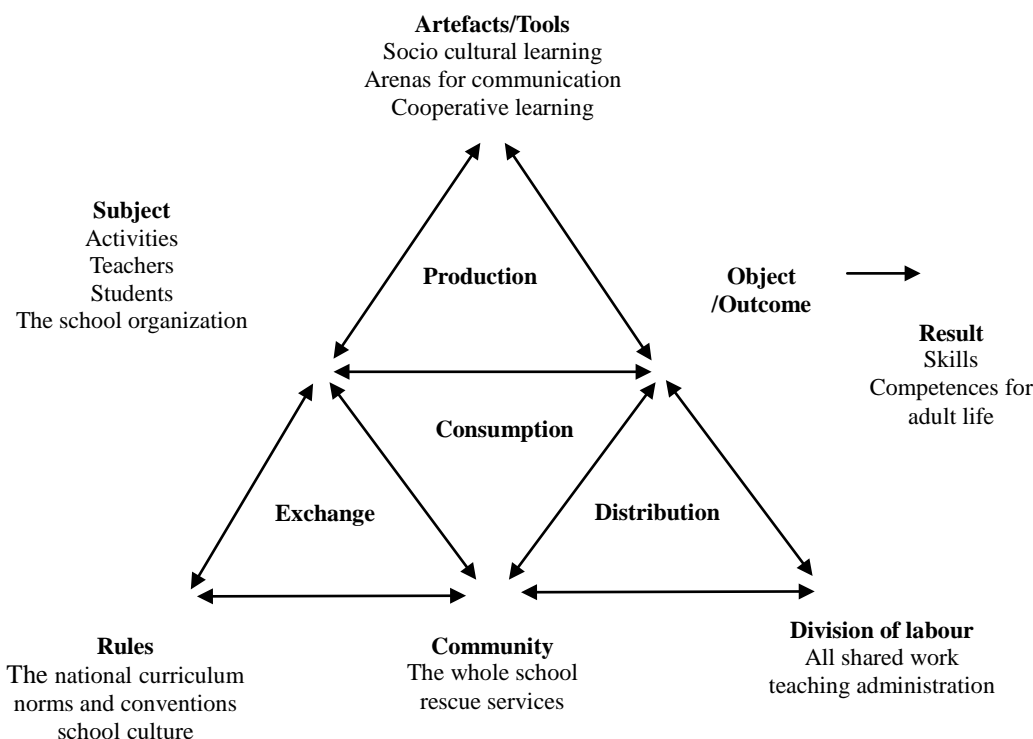 Artefacts/Tools
Socio cultural learning
Arenas for communication
Cooperative learning
Subject
Activities
Teachers
Students
The school organization
Production
Object
/Outcome
Result
Skills
Competences for
adult life
Consumption
Exchange
Distribution
Rules
The national curriculum
norms and conventions
school culture
Community
The whole school
rescue services
Division of labour
All shared work
teaching administration